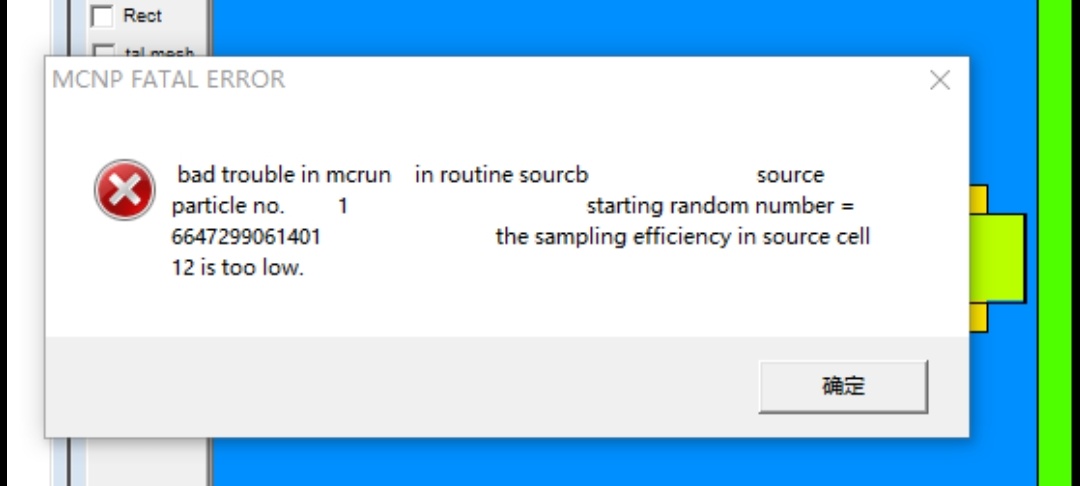 Rect
tal mesh
MCNP FATAL ERROR
bad trouble in mcrun in routine sourcb source
particle no. 1 starting random number =
6647299061401 the sampling efficiency in source cell
12 is too low.
确定